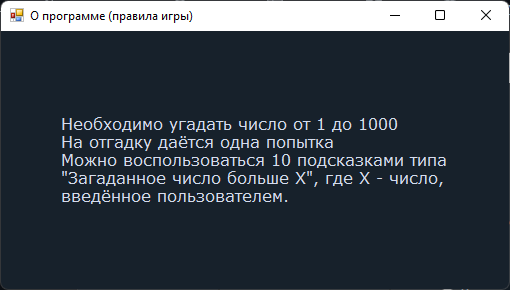 О программе (правила игры)
Необходимо угадать число от 1 до 1000
На отгадку даётся одна попытка
Можно воспользоваться 10 подсказками типа
"Загаданное число больше X", где X - число,
введённое пользователем.